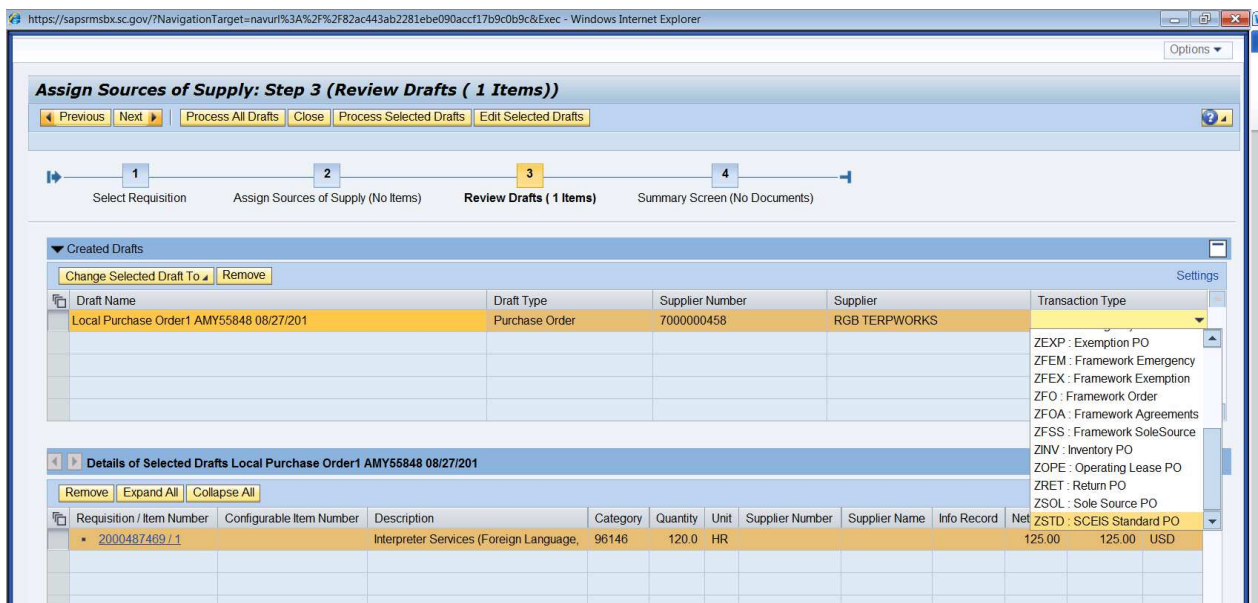 https://sapsrmsbx.sc.gov/?NavigationTarget=navurl%3A%2F%2F82ac443ab2281ebe090accf17b9c0b9c&Exec - Windows Internet Explorer
Options
Assign Sources of Supply: Step 3 (Review Drafts ( 1 Items))
Previous Next Process All Drafts Close Process Selected Drafts Edit Selected Drafts
1 2 3 4
Select Requisition Assign Sources of Supply (No Items) Review Drafts ( 1 Items) Summary Screen (No Documents)
Created Drafts
Change Selected Draft To Remove Settings
Draft Name Draft Type Supplier Number Supplier Transaction Type
Local Purchase Order1 AMY55848 08/27/201 Purchase Order 7000000458 RGB TERPWORKS
ZEXP : Exemption PO
ZFEM : Framework Emergency
ZFEX : Framework Exemption
ZFO : Framework Order
ZFOA : Framework Agreements
ZFSS : Framework SoleSource
ZINV : Inventory PO
ZOPE : Operating Lease PO
ZRET : Return PO
ZSOL : Sole Source PO
ZSTD : SCEIS Standard PO
Details of Selected Drafts Local Purchase Order1 AMY55848 08/27/201
Remove Expand All Collapse All
Requisition / Item Number Configurable Item Number Description Category Quantity Unit Supplier Number Supplier Name Info Record Net
2000487469 / 1 Interpreter Services (Foreign Language, 96146 120.0 HR 125.00 125.00 USD